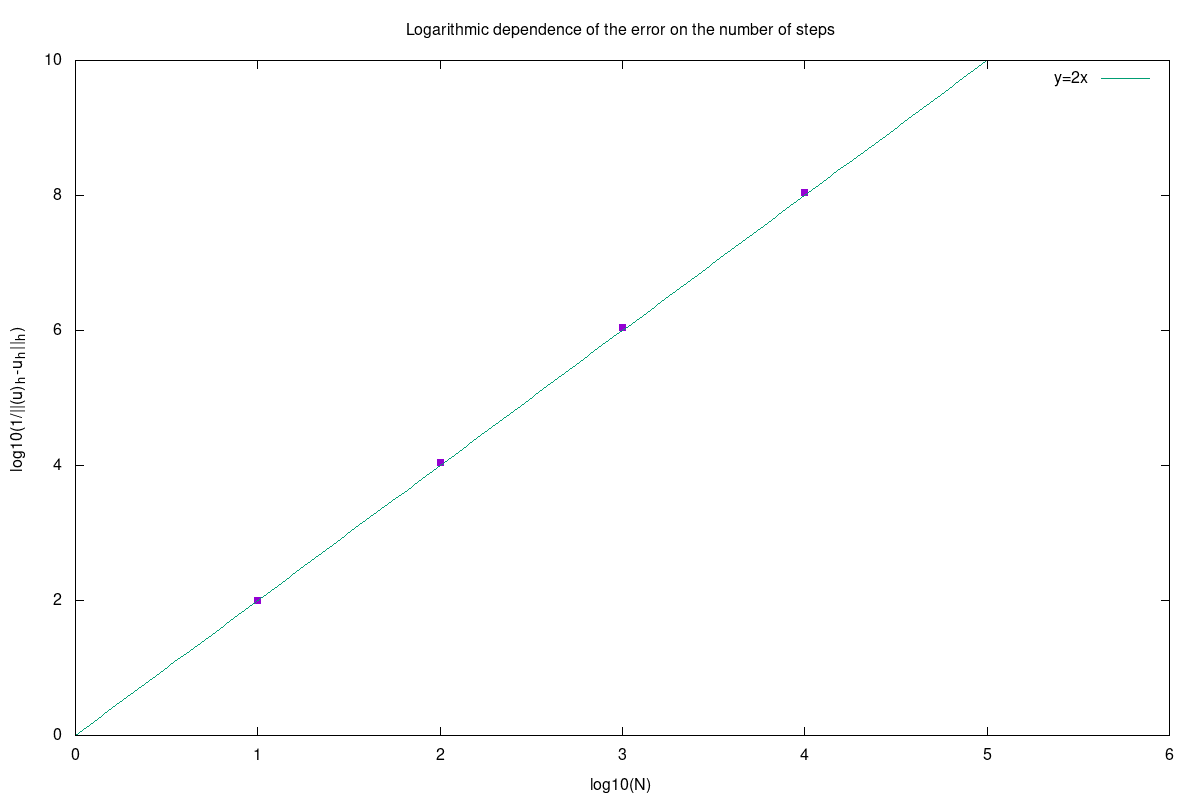 Logarithmic dependence of the error on the number of steps
10
y=2x
8
6
4
2
0
log10(1/||(u)h-uh||h)
0 1 2 3 4 5 6
log10(N)